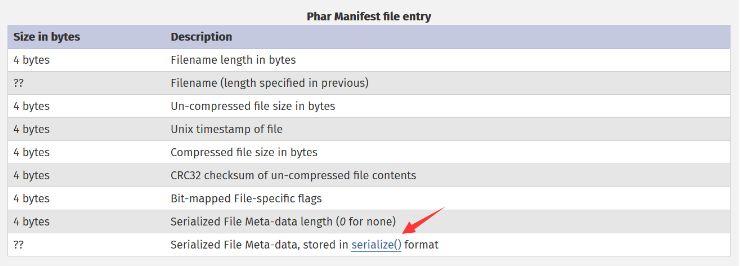 Phar Manifest file entry
Size in bytes Description
4 bytes Filename length in bytes
?? Filename (length specified in previous)
4 bytes Un-compressed file size in bytes
4 bytes Unix timestamp of file
4 bytes Compressed file size in bytes
4 bytes CRC32 checksum of un-compressed file contents
4 bytes Bit-mapped File-specific flags
4 bytes Serialized File Meta-data length (0 for none)
?? Serialized File Meta-data, stored in serialize() format